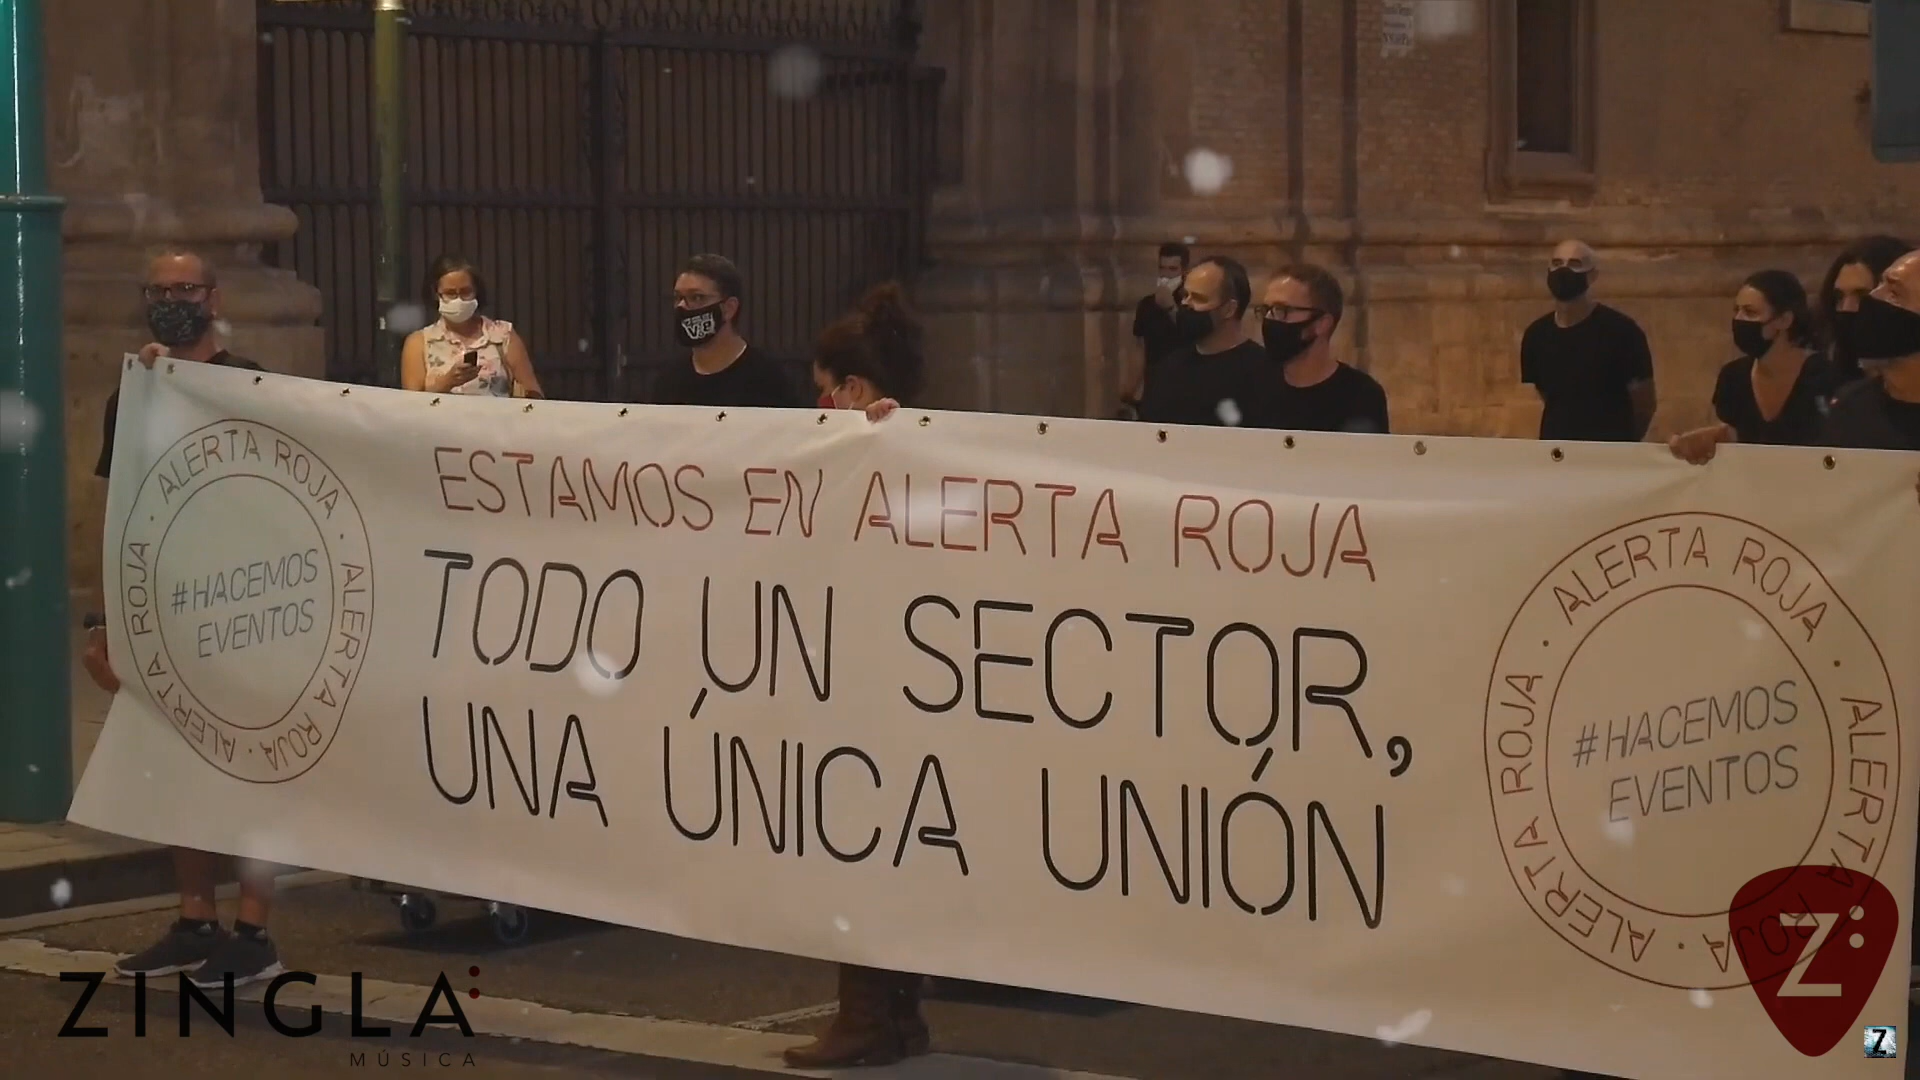 ESTAMOS EN ALERTA ROJA
TODO UN SECTOR,
UNA ÚNICA UNIÓN
ALERTA ROJA · ALERTA ROJA · ALERTA ROJA ·
#HACEMOS
EVENTOS
ALERTA ROJA · ALERTA ROJA · ALERTA ROJA ·
#HACEMOS
EVENTOS
ZINGLA
MÚSICA
Z
Z